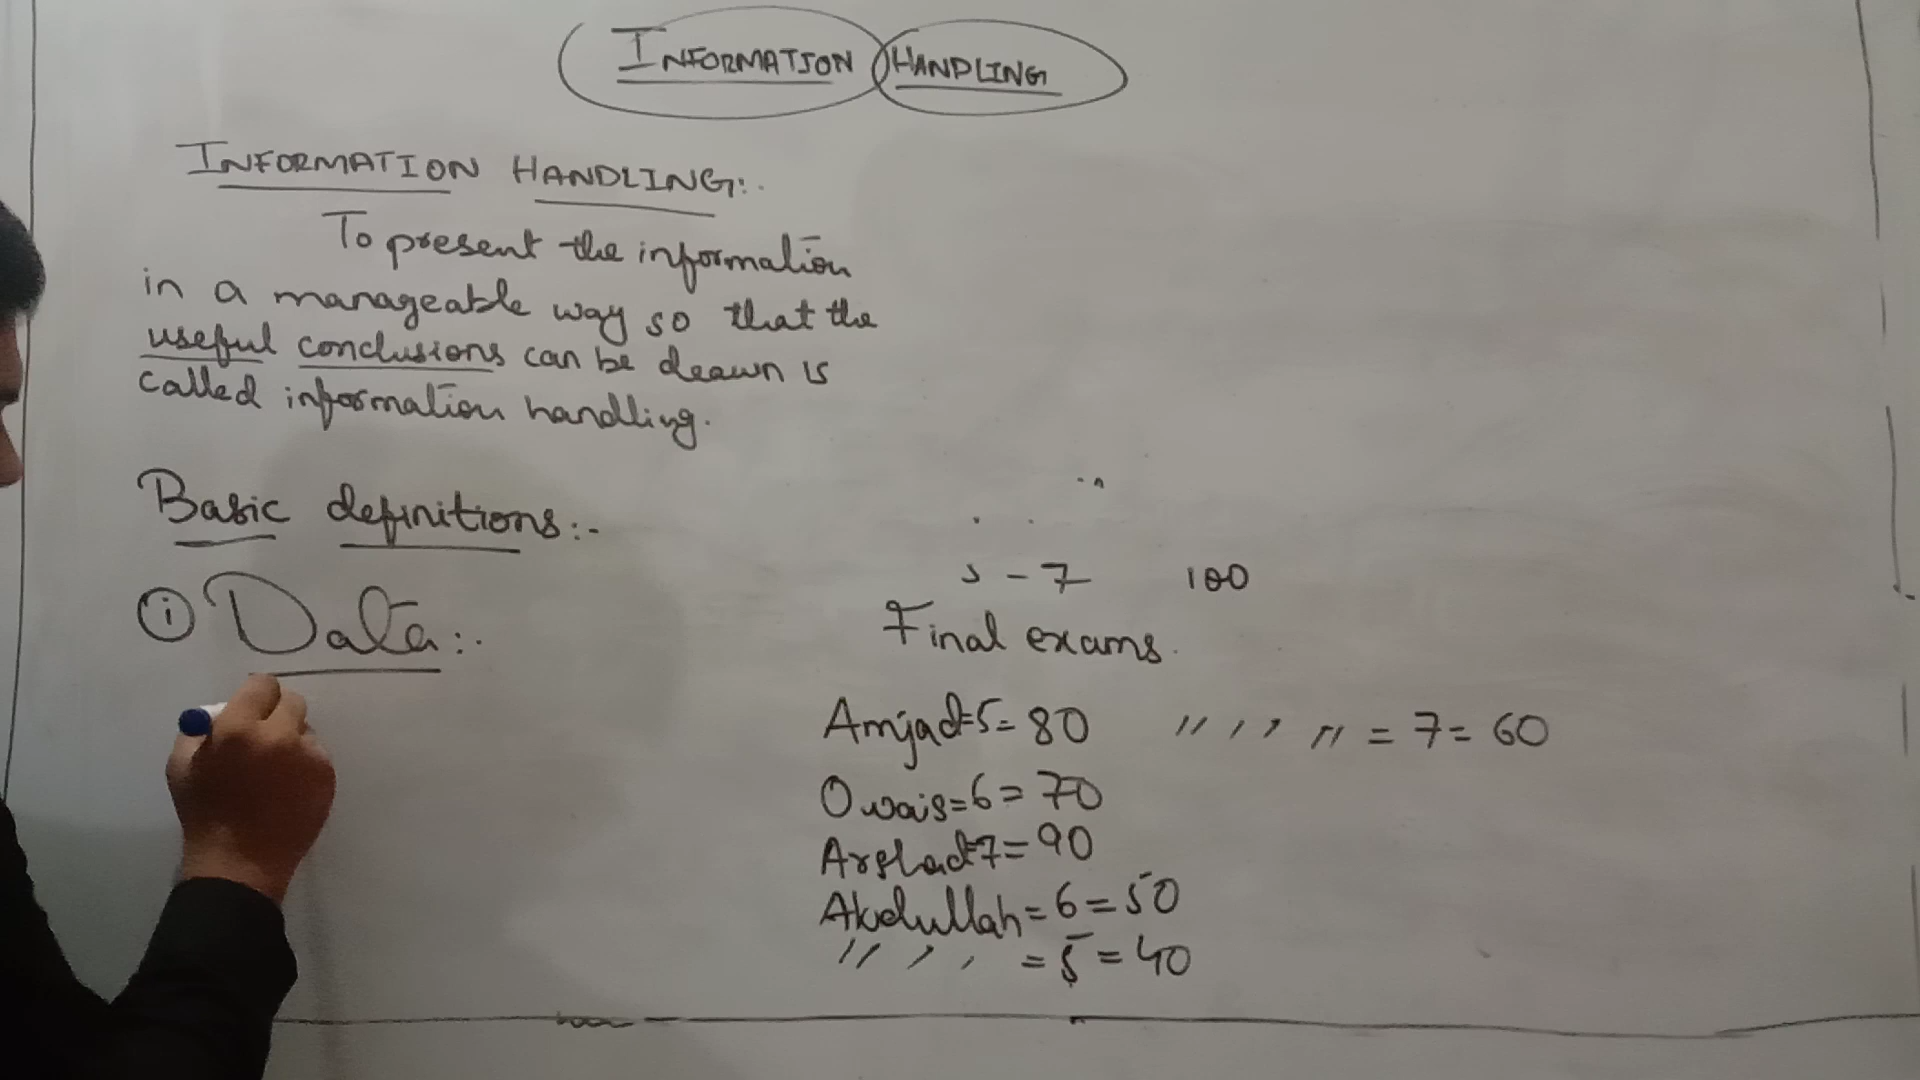 INFORMATION HANDLING
INFORMATION HANDLING:.
To present the information
in a manageable way so that the
useful conclusions can be drawn is
called information handling.
Basic definitions:-
i Data:.
5 - 7 100
Final exams.
Amjad=5=80 " , , " = 7 = 60
Owais=6=70
Arshad=7=90
Abdullah=6=50
" , , = 5 = 40